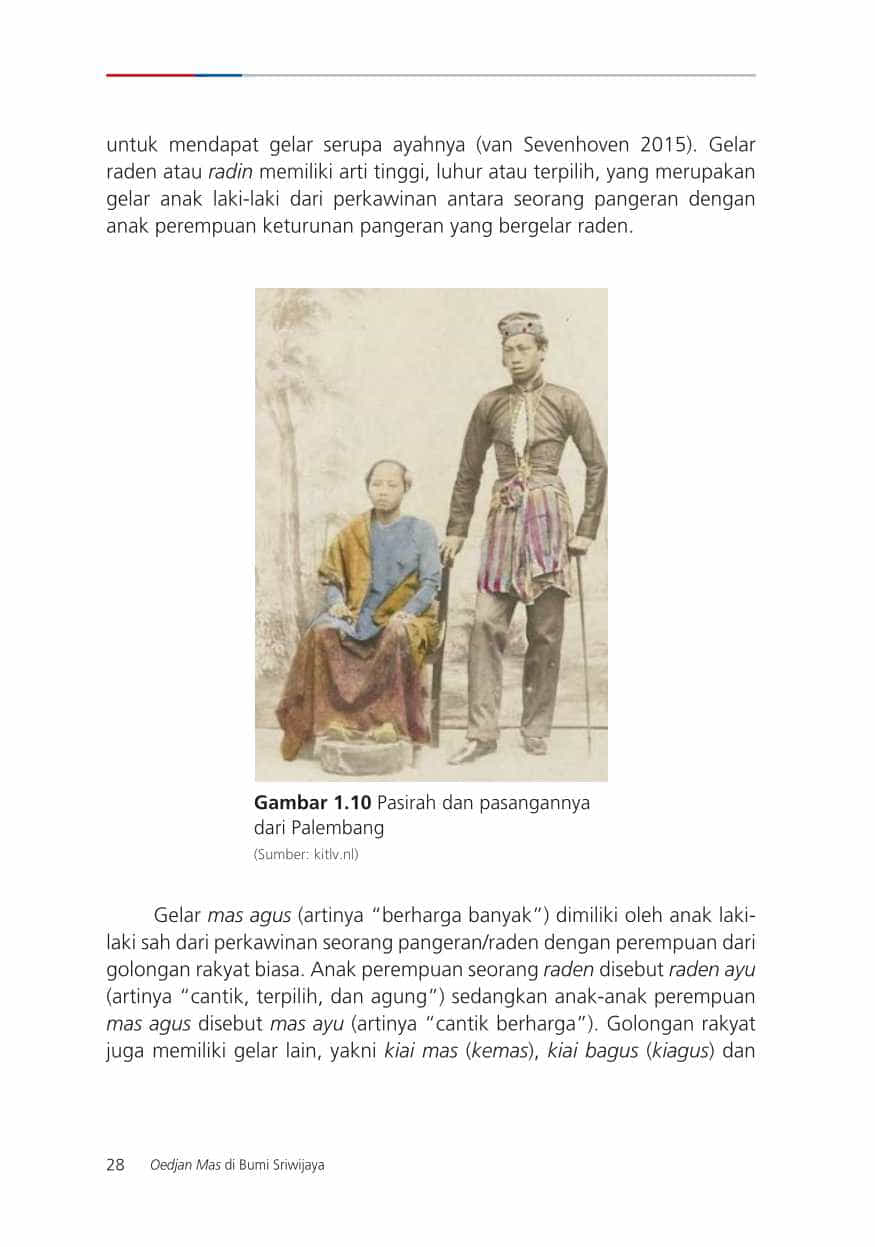 untuk mendapat gelar serupa ayahnya (van Sevenhoven 2015). Gelar
raden atau radin memiliki arti tinggi, luhur atau terpilih, yang merupakan
gelar anak laki-laki dari perkawinan antara seorang pangeran dengan
anak perempuan keturunan pangeran yang bergelar raden.
Gambar 1.10 Pasirah dan pasangannya
dari Palembang
(Sumber: kitlv.nl)
Gelar mas agus (artinya “berharga banyak”) dimiliki oleh anak laki-
laki sah dari perkawinan seorang pangeran/raden dengan perempuan dari
golongan rakyat biasa. Anak perempuan seorang raden disebut raden ayu
(artinya “cantik, terpilih, dan agung”) sedangkan anak-anak perempuan
mas agus disebut mas ayu (artinya “cantik berharga”). Golongan rakyat
juga memiliki gelar lain, yakni kiai mas (kemas), kiai bagus (kiagus) dan
28 Oedjan Mas di Bumi Sriwijaya